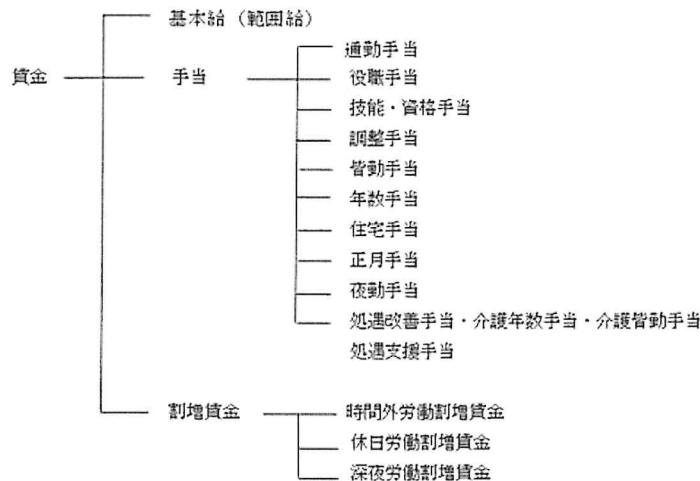 基本給（範囲給）
賃金
手当
通勤手当
役職手当
技能・資格手当
調整手当
皆勤手当
年数手当
住宅手当
正月手当
夜勤手当
処遇改善手当・介護年数手当・介護皆勤手当
処遇支援手当
割増賃金
時間外労働割増賃金
休日労働割増賃金
深夜労働割増賃金